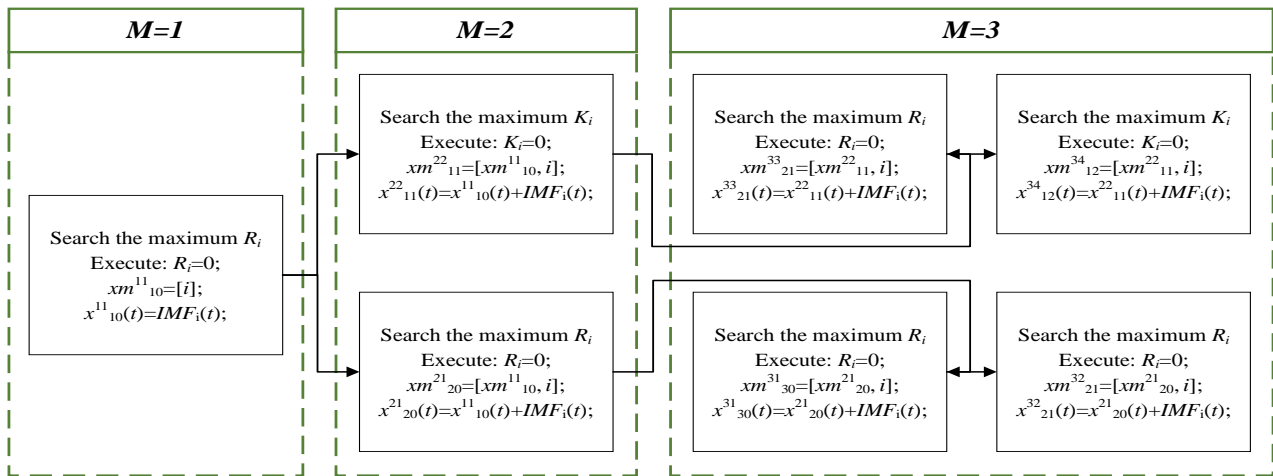 M=1
Search the maximum Rᵢ
Execute: Rᵢ=0;
xm¹¹₁₀=[i];
x¹¹₁₀(t)=IMFᵢ(t);
M=2
Search the maximum Kᵢ
Execute: Kᵢ=0;
xm²²₁₁=[xm¹¹₁₀, i];
x²²₁₁(t)=x¹¹₁₀(t)+IMFᵢ(t);
Search the maximum Rᵢ
Execute: Rᵢ=0;
xm²¹₂₀=[xm¹¹₁₀, i];
x²¹₂₀(t)=x¹¹₁₀(t)+IMFᵢ(t);
M=3
Search the maximum Rᵢ
Execute: Rᵢ=0;
xm³³₂₁=[xm²²₁₁, i];
x³³₂₁(t)=x²²₁₁(t)+IMFᵢ(t);
Search the maximum Kᵢ
Execute: Kᵢ=0;
xm³⁴₁₂=[xm²²₁₁, i];
x³⁴₁₂(t)=x²²₁₁(t)+IMFᵢ(t);
Search the maximum Rᵢ
Execute: Rᵢ=0;
xm³¹₃₀=[xm²¹₂₀, i];
x³¹₃₀(t)=x²¹₂₀(t)+IMFᵢ(t);
Search the maximum Rᵢ
Execute: Rᵢ=0;
xm³²₂₁=[xm²¹₂₀, i];
x³²₂₁(t)=x²¹₂₀(t)+IMFᵢ(t);